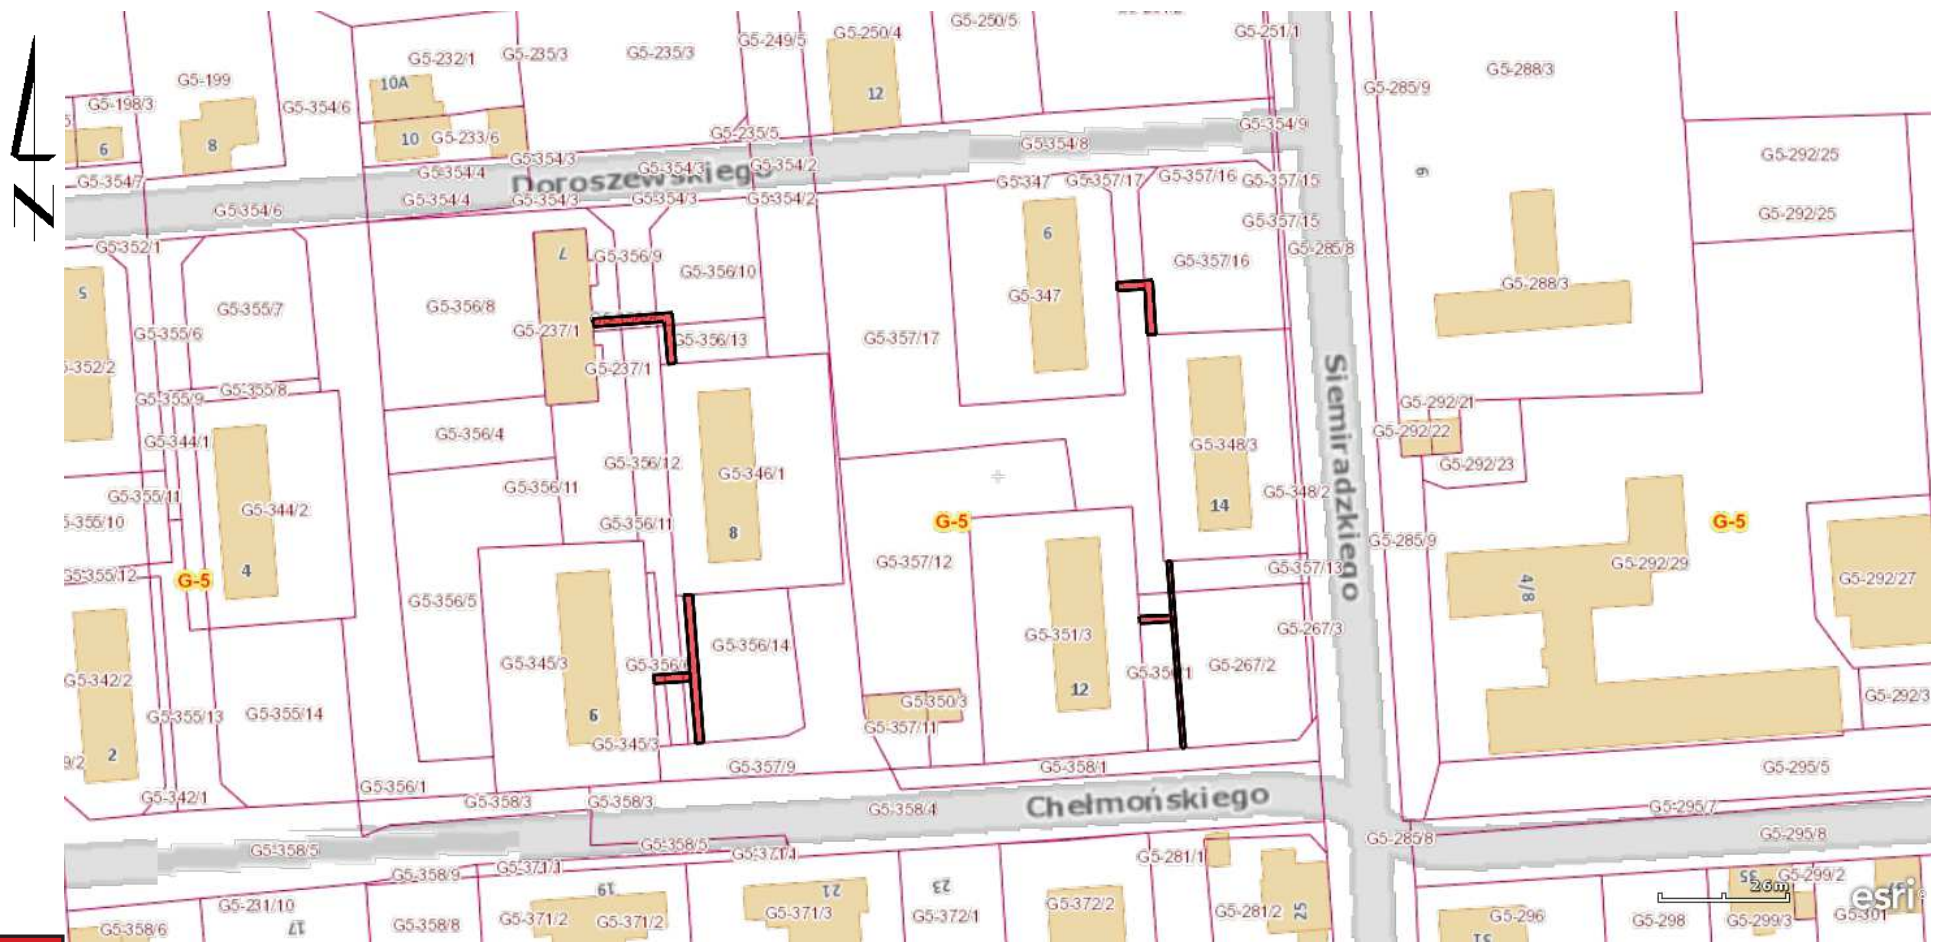 G5-250/5
G5-250/4
G5-251/1
G5-249/5
G5-235/3
G5-235/3
G5-232/1
G5-199
G5-288/3
10A
G5-285/9
12
G5-198/3
G5-354/6
G5-354/9
G5-235/5
10
G5-233/6
G5-354/8
6
8
G5-292/25
G5-354/3
G5-354/3
G5-354/2
G5-354/4
Doroszewskiego
6
G5-354/7
G5-347
G5-357/17
G5-357/16
G5-357/15
G5-354/4
G5-354/3
G5-354/3
G5-354/2
G5-354/6
G5-292/25
G5-357/15
6
G5-352/1
7
G5-356/9
G5-285/8
G5-357/16
G5-356/10
G5-288/3
5
G5-347
G5-356/8
G5-355/7
G5-355/6
G5-237/1
G5-356/13
G5-357/17
G5-237/1
G5-355/8
G5-355/9
Siemiradzkiego
G5-292/21
G5-292/22
G5-356/4
G5-344/1
G5-348/3
G5-356/12
G5-292/23
G5-346/1
G5-356/11
G5-348/2
G5-355/11
14
G5-344/2
G5-356/11
G-5
G-5
8
G5-285/9
G5-357/12
G5-292/29
G5-357/13
4
G-5
G5-355/12
G5-292/27
4/8
G5-356/5
G5-267/3
G5-351/3
G5-356/14
G5-345/3
G5-267/2
G5-342/2
12
G5-350/3
G5-355/13
G5-355/14
6
G5-357/11
G5-345/3
2
G5-357/9
G5-358/1
G5-295/5
G5-356/1
G5-342/1
G5-358/3
G5-358/3
G5-358/4
Chełmońskiego
G5-295/7
G5-285/8
G5-295/8
G5-358/5
G5-358/5
G5-371/1
G5-281/1
G5-371/1
G5-358/9
G5-299/2
19
21
23
35
26m
esri
G5-231/10
G5-372/2
G5-281/2
25
G5-371/3
G5-372/1
G5-371/2
G5-371/2
G5-358/8
G5-358/6
17
G5-296
G5-298
G5-299/3
G5-301
31